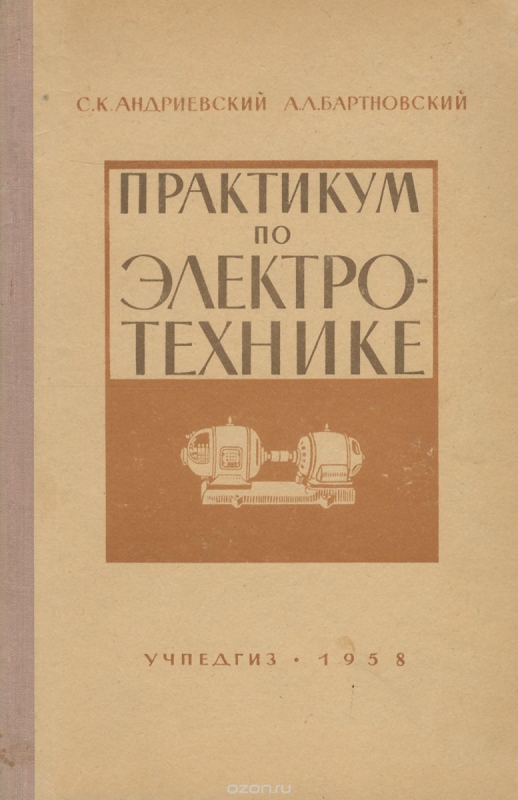 С.К.АНДРИЕВСКИЙ А.Л.БАРТНОВСКИЙ
ПРАКТИКУМ
ПО
ЭЛЕКТРО-
ТЕХНИКЕ
УЧПЕДГИЗ • 1958
ozon.ru